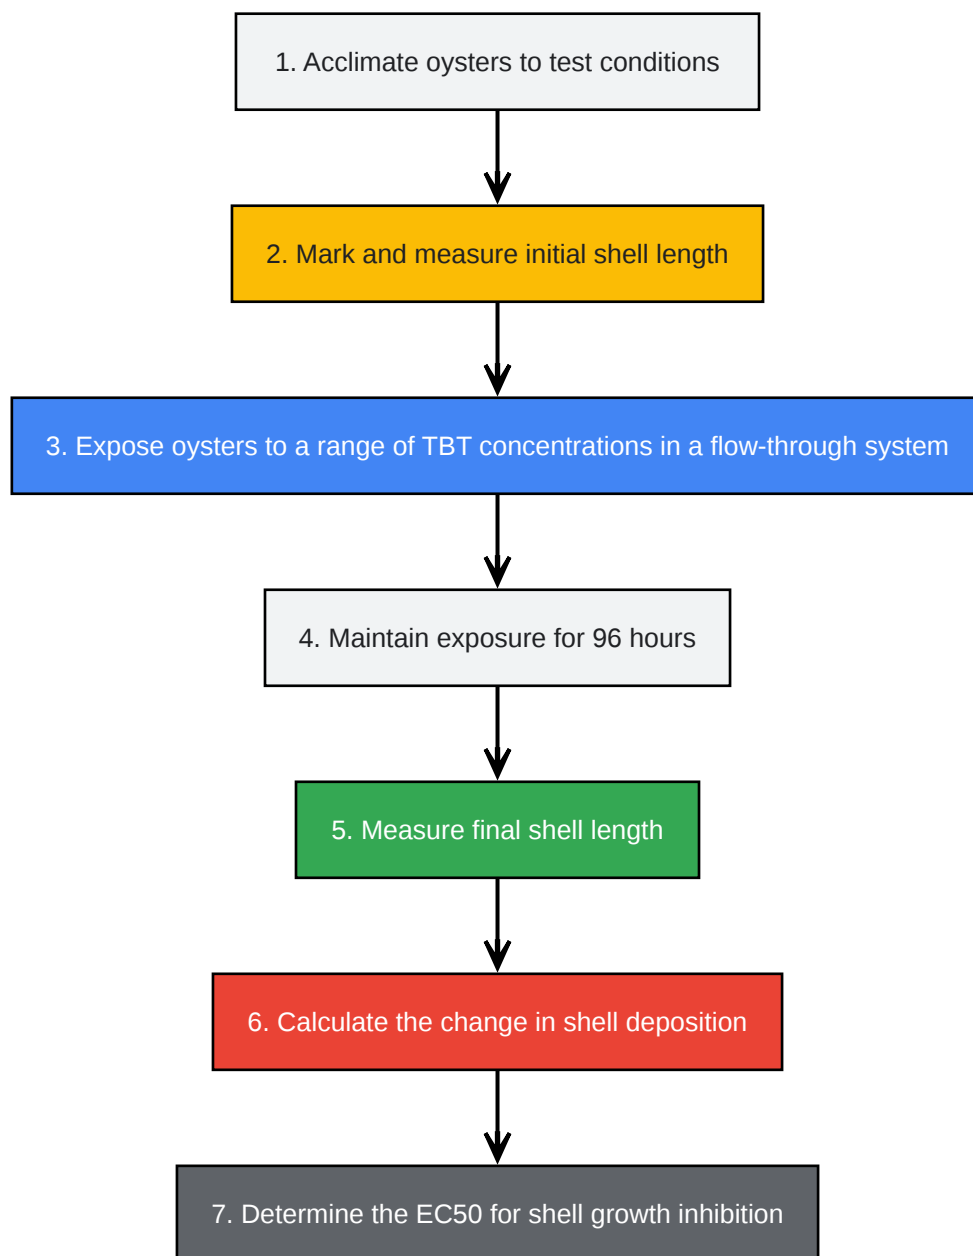 1. Acclimate oysters to test conditions
2. Mark and measure initial shell length
3. Expose oysters to a range of TBT concentrations in a flow-through system
4. Maintain exposure for 96 hours
5. Measure final shell length
6. Calculate the change in shell deposition
7. Determine the EC50 for shell growth inhibition